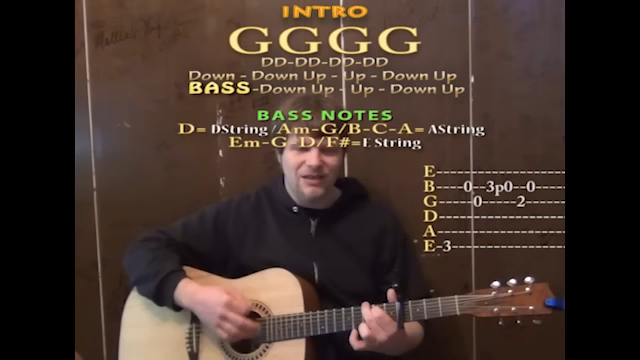 INTRO
G G G G
DD-DD-DD-DD
Down - Down Up - Up - Down Up
BASS-Down Up - Up - Down Up
BASS NOTES
D= DString /Am-G/B-C-A= AString
Em-G-D/F#=E String
E---------------------
B----0--3p0--0-----
G-----0------2------
D---------------------
A---------------------
E-3-------------------